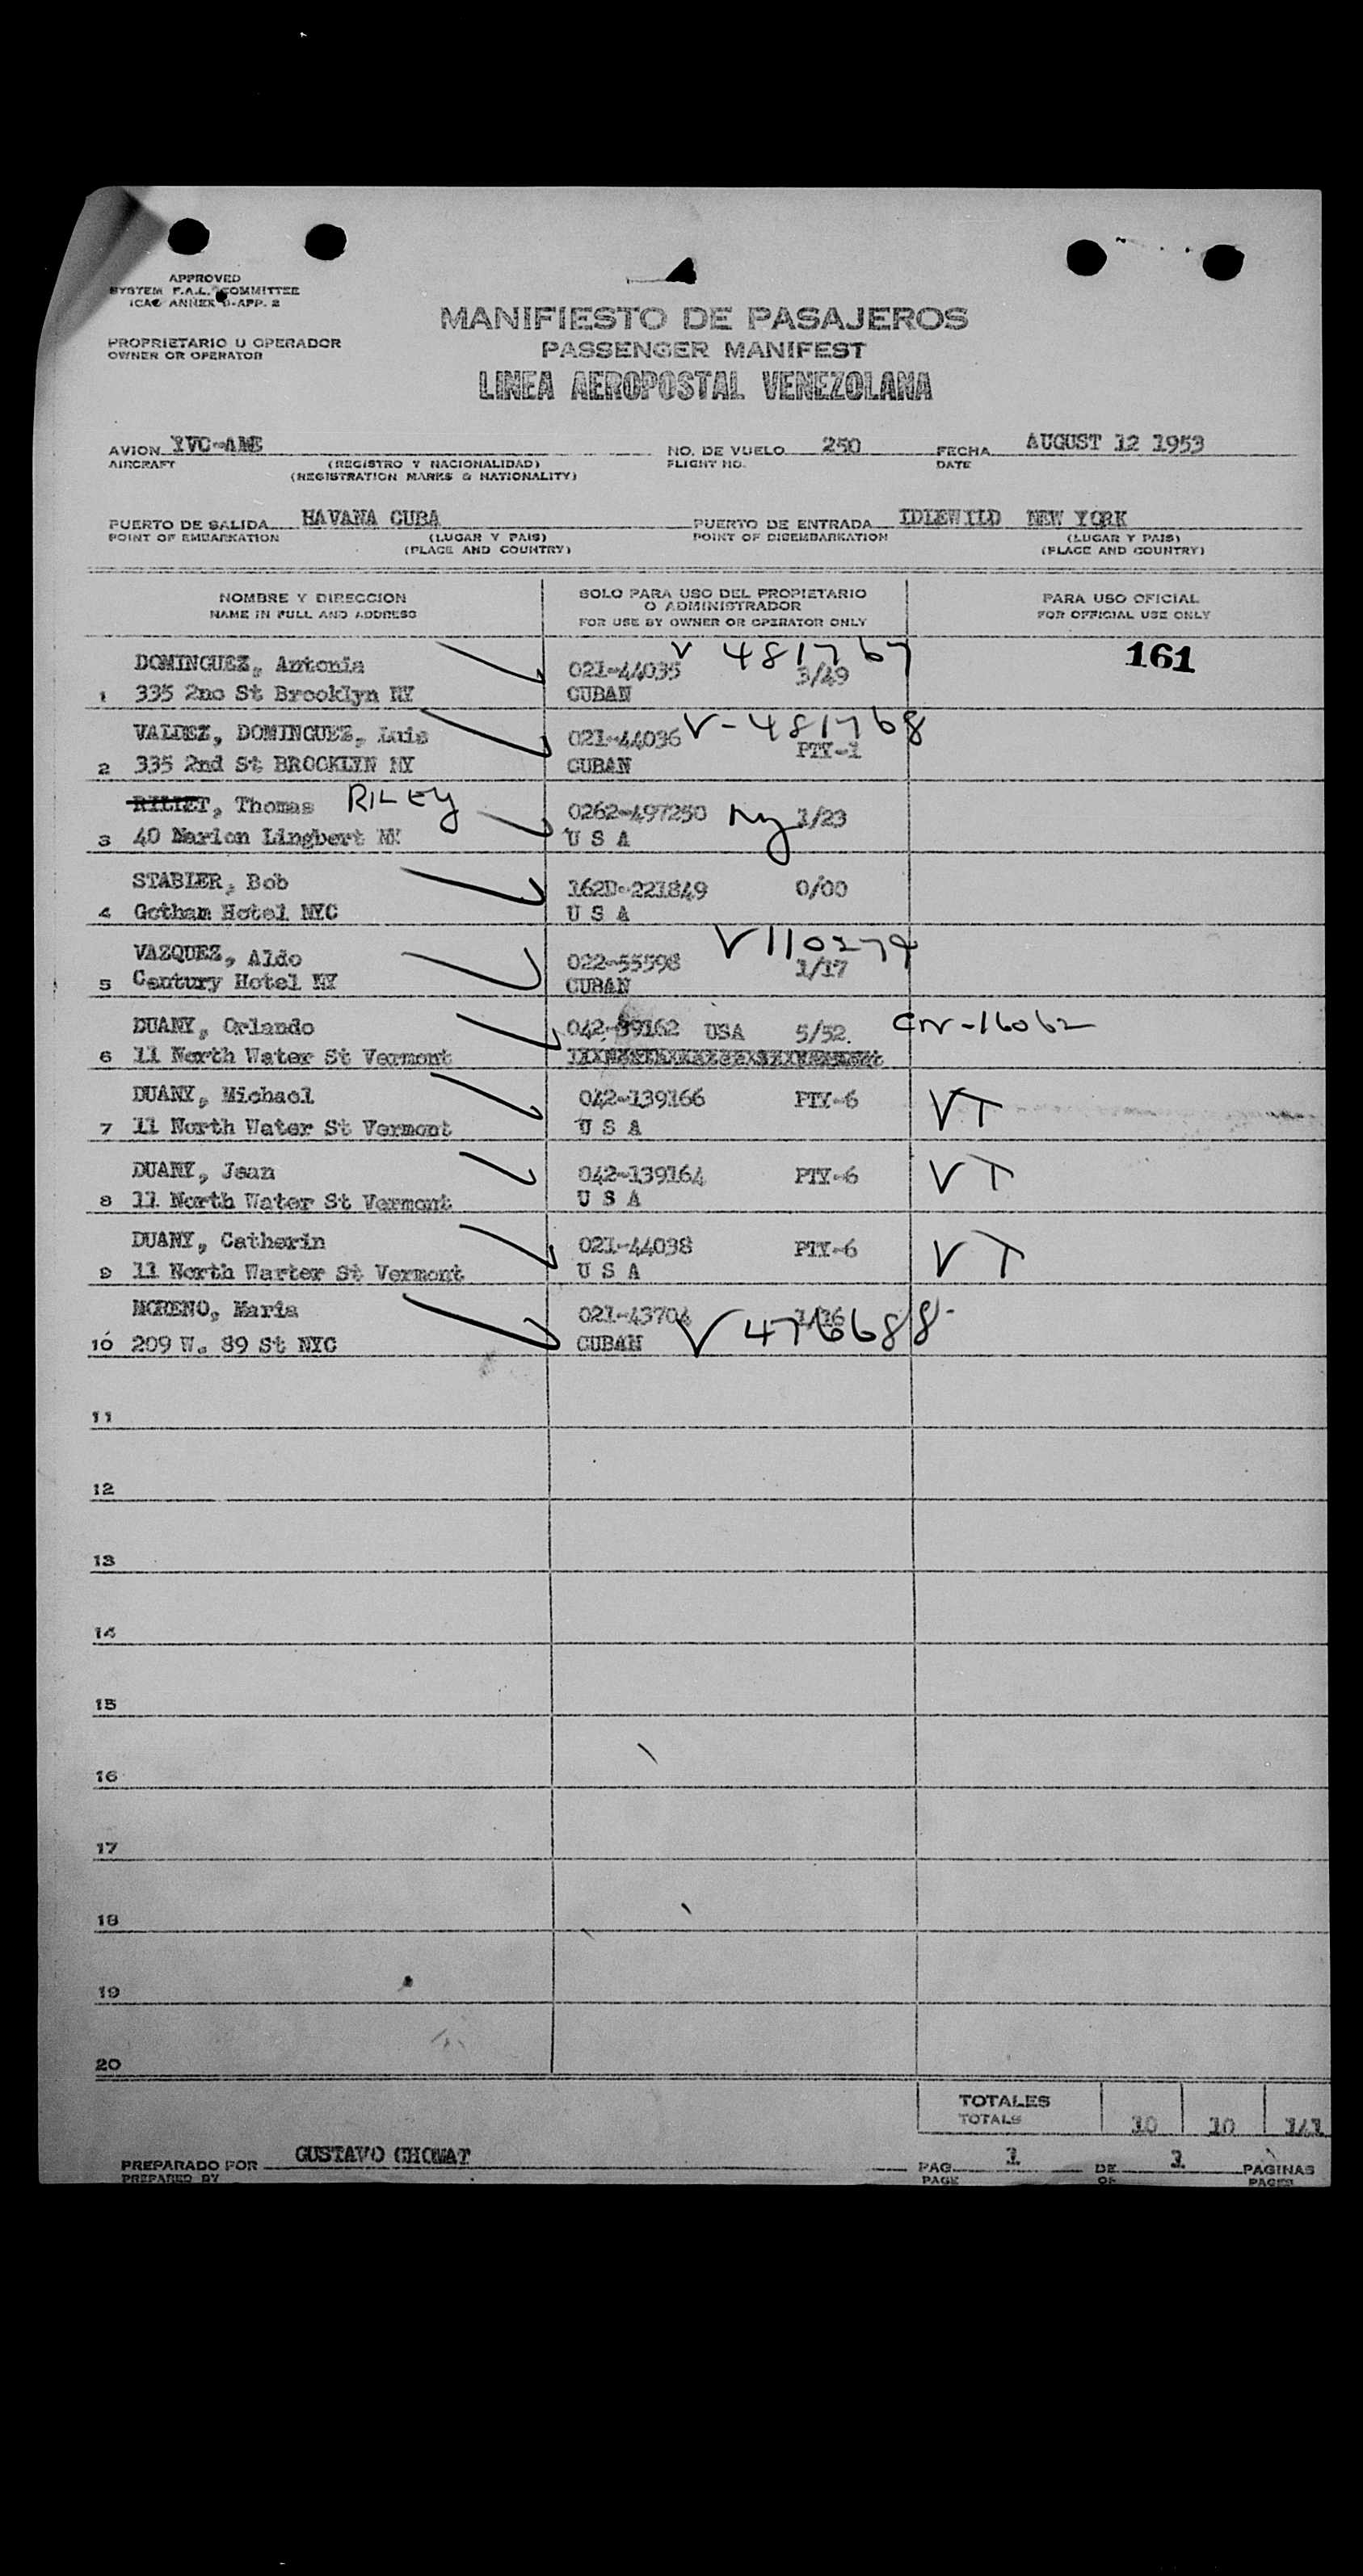 APPROVED
SYSTEM F.A.L. COMMITTEE
ICAO ANNEX 9-APP. 2
MANIFIESTO DE PASAJEROS
PROPRIETARIO U OPERADOR
OWNER OR OPERATOR
PASSENGER MANIFEST
LINEA AEROPOSTAL VENEZOLANA
AVION YVC-AME NO. DE VUELO 250 FECHA AUGUST 12 1953
AIRCRAFT (REGISTRO Y NACIONALIDAD) FLIGHT NO. DATE
(REGISTRATION MARKS & NATIONALITY)
PUERTO DE SALIDA HAVANA CUBA PUERTO DE ENTRADA IDLEWILD NEW YORK
POINT OF EMBARKATION (LUGAR Y PAIS) POINT OF DISEMBARKATION (LUGAR Y PAIS)
(PLACE AND COUNTRY) (PLACE AND COUNTRY)
NOMBRE Y DIRECCION SOLO PARA USO DEL PROPIETARIO PARA USO OFICIAL
O ADMINISTRADOR
NAME IN FULL AND ADDRESS FOR USE BY OWNER OR OPERATOR ONLY FOR OFFICIAL USE ONLY
V 481767 161
DOMINGUEZ, Antonia 021-44035 3/49
1 335 2nc St Brooklyn NY CUBAN
VALDEZ, DOMINGUEZ, Luis 021-44036 V-481768 PTY-1
2 335 2nd St BROOKLYN NY CUBAN
Thomas RILEY 0262-497250 NY 1/23
3 40 Marion Lingbert NY U S A
STABLER, Bob 162D-221849 0/00
4 Gotham Hotel NYC U S A
VAZQUEZ, Aldo 022-55598 V110274 1/17
5 Century Hotel NY CUBAN
DUANY, Orlando 042-89162 USA 5/52. 16062
6 11 North Water St Vermont
DUANY, Michael 042-139166 PTY-6 VT
7 11 North Water St Vermont U S A
DUANY, Jean 042-139164 PTY-6 VT
8 11 North Water St Vermont U S A
DUANY, Catherin 021-44038 PTY-6 VT
9 11 North Warter St Vermont U S A
MORENO, Maria 021-43704 1/16
10 209 W. 89 St NYC CUBAN V 476688
11
12
13
14
15
16
17
18
19
20
TOTALES
TOTALS 10 10 141
PREPARADO POR GUSTAVO CHOMAT PAG. 1 DE 1 PAGINAS
PREPARED BY PAGE OF PAGES